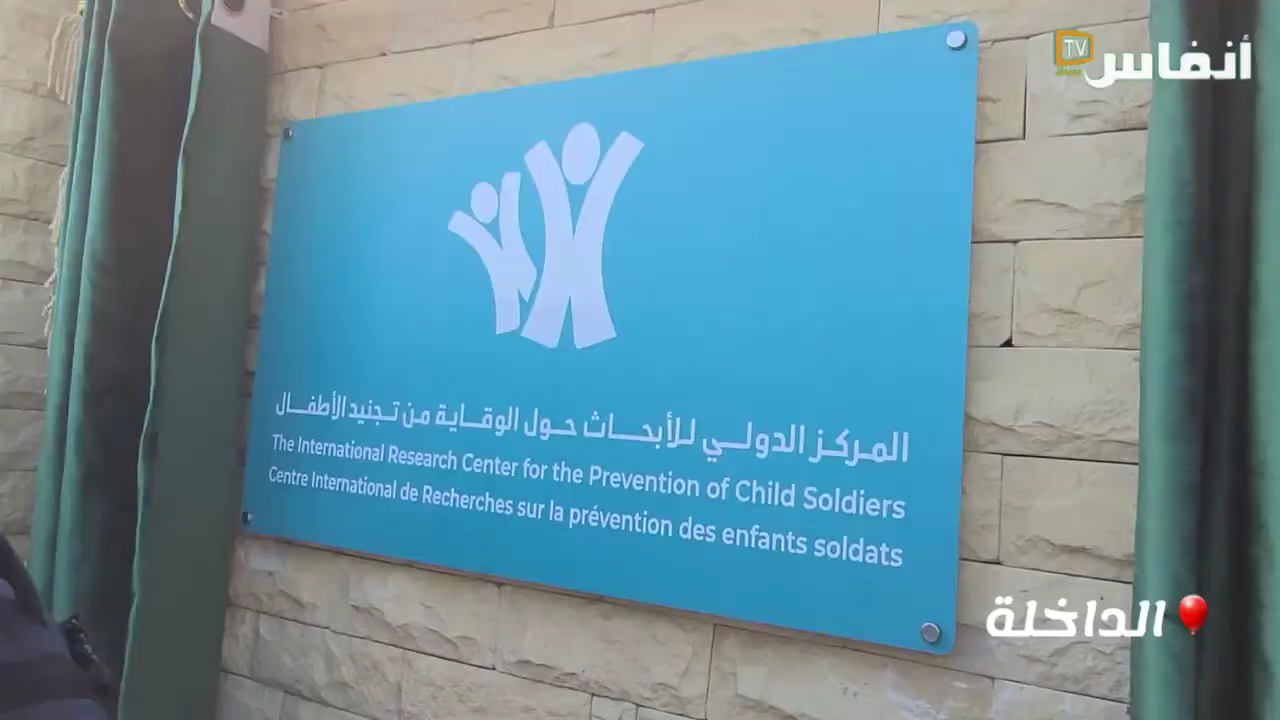 TV
أنفاس
المركز الدولي للأبحاث حول الوقاية من تجنيد الأطفال
The International Research Center for the Prevention of Child Soldiers
Centre International de Recherches sur la prévention des enfants soldats
الداخلة